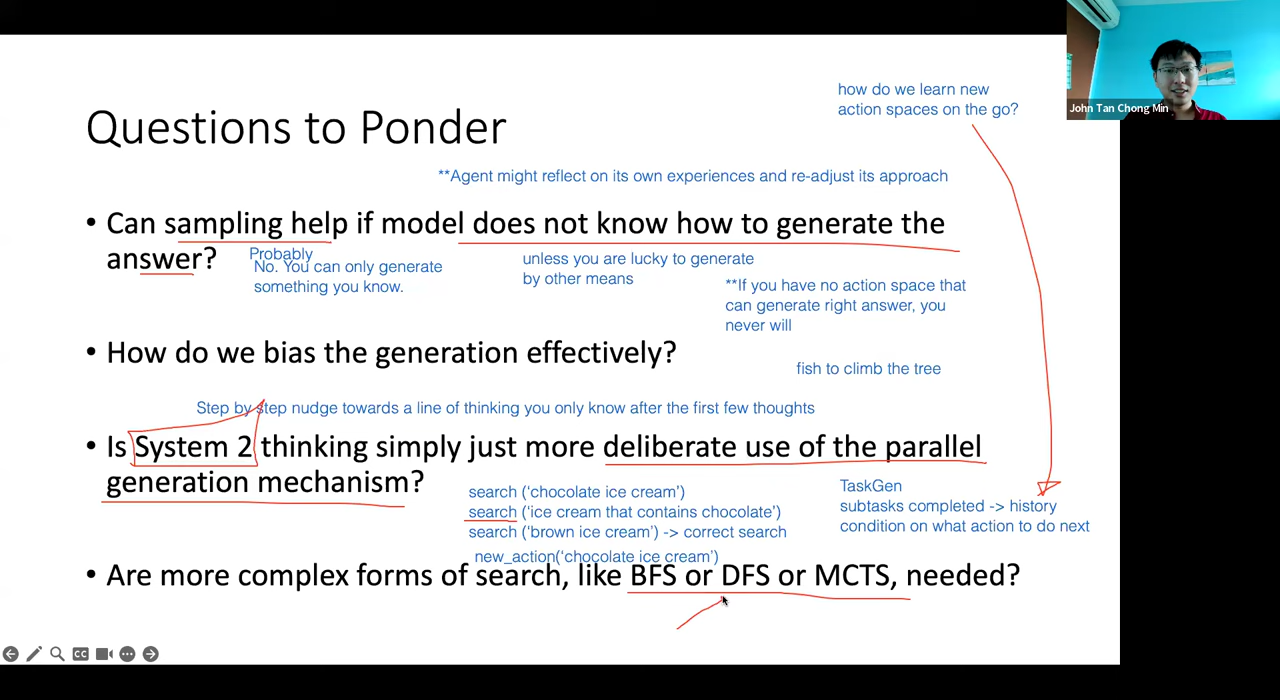 how do we learn new
action spaces on the go?
John Tan Chong Min
Questions to Ponder
**Agent might reflect on its own experiences and re-adjust its approach
• Can sampling help if model does not know how to generate the
answer?
Probably
No. You can only generate
something you know.
unless you are lucky to generate
by other means
**If you have no action space that
can generate right answer, you
never will
• How do we bias the generation effectively?
fish to climb the tree
Step by step nudge towards a line of thinking you only know after the first few thoughts
• Is System 2 thinking simply just more deliberate use of the parallel
generation mechanism?
search ('chocolate ice cream')
search ('ice cream that contains chocolate')
search ('brown ice cream') -> correct search
new_action('chocolate ice cream')
TaskGen
subtasks completed -> history
condition on what action to do next
• Are more complex forms of search, like BFS or DFS or MCTS, needed?
CC